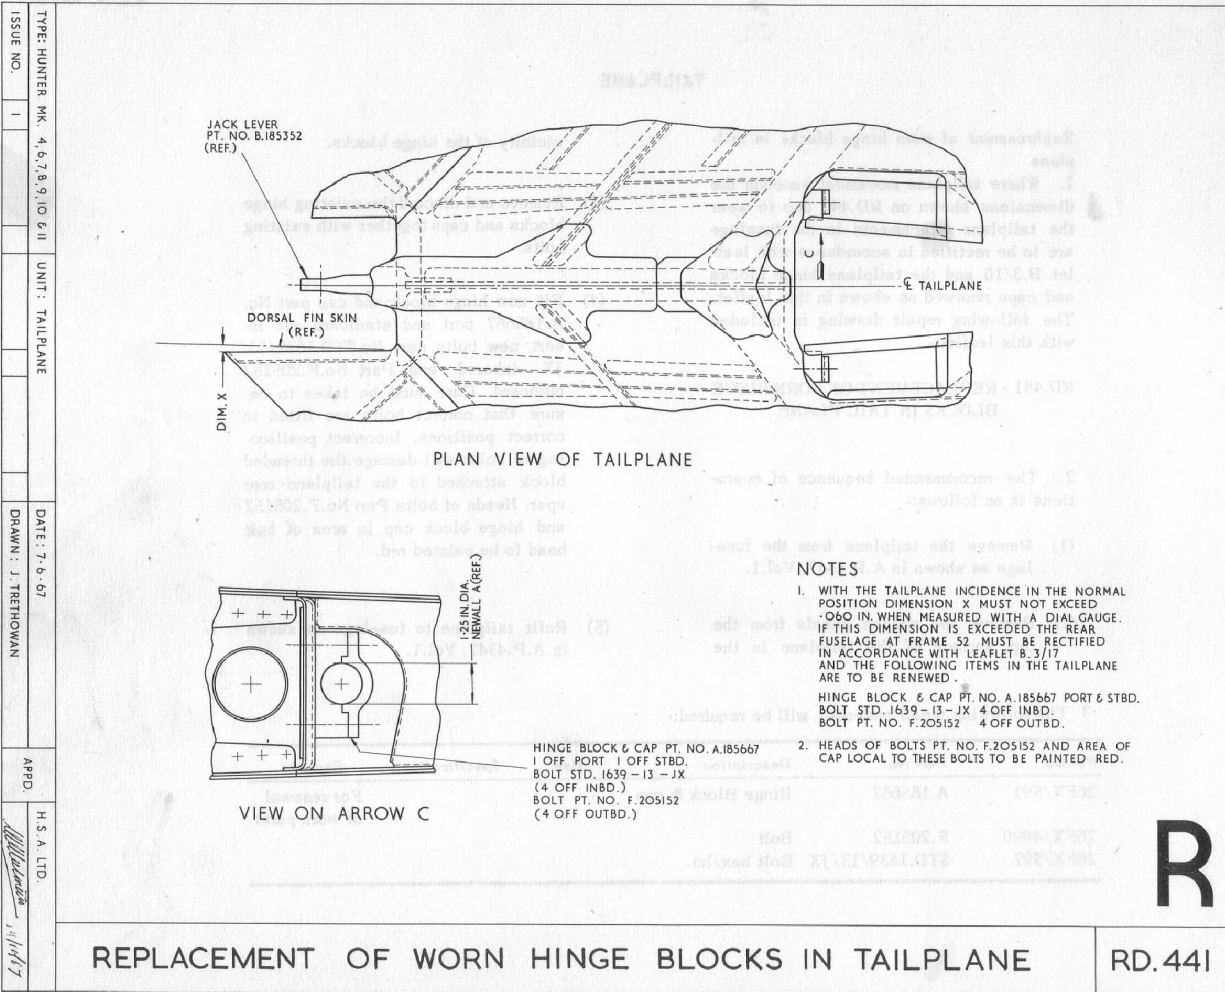 TYPE: HUNTER MK. 4,6,7,8,9,10 & 11 UNIT: TAILPLANE DATE: 7-6-67 APPD. H.S.A. LTD.
ISSUE NO. 1 DRAWN: J. TRETHOWAN
JACK LEVER
PT. NO. B.185352
(REF.)
C
℄ TAILPLANE
DORSAL FIN SKIN
(REF.)
DIM. X
PLAN VIEW OF TAILPLANE
1·25 IN. DIA.
NEWALL A (REF.)
HINGE BLOCK & CAP PT. NO. A.185667
1 OFF PORT 1 OFF STBD.
BOLT STD. 1639 – 13 – JX
(4 OFF INBD.)
BOLT PT. NO. F.205152
(4 OFF OUTBD.)
VIEW ON ARROW C
NOTES
1. WITH THE TAILPLANE INCIDENCE IN THE NORMAL
POSITION DIMENSION X MUST NOT EXCEED
·060 IN. WHEN MEASURED WITH A DIAL GAUGE.
IF THIS DIMENSION IS EXCEEDED THE REAR
FUSELAGE AT FRAME 52 MUST BE RECTIFIED
IN ACCORDANCE WITH LEAFLET B.3/17
AND THE FOLLOWING ITEMS IN THE TAILPLANE
ARE TO BE RENEWED.
HINGE BLOCK & CAP PT. NO. A.185667 PORT & STBD.
BOLT STD. 1639 – 13 – JX 4 OFF INBD.
BOLT PT. NO. F.205152 4 OFF OUTBD.
2. HEADS OF BOLTS PT. NO. F.205152 AND AREA OF
CAP LOCAL TO THESE BOLTS TO BE PAINTED RED.
R
REPLACEMENT OF WORN HINGE BLOCKS IN TAILPLANE
RD.441